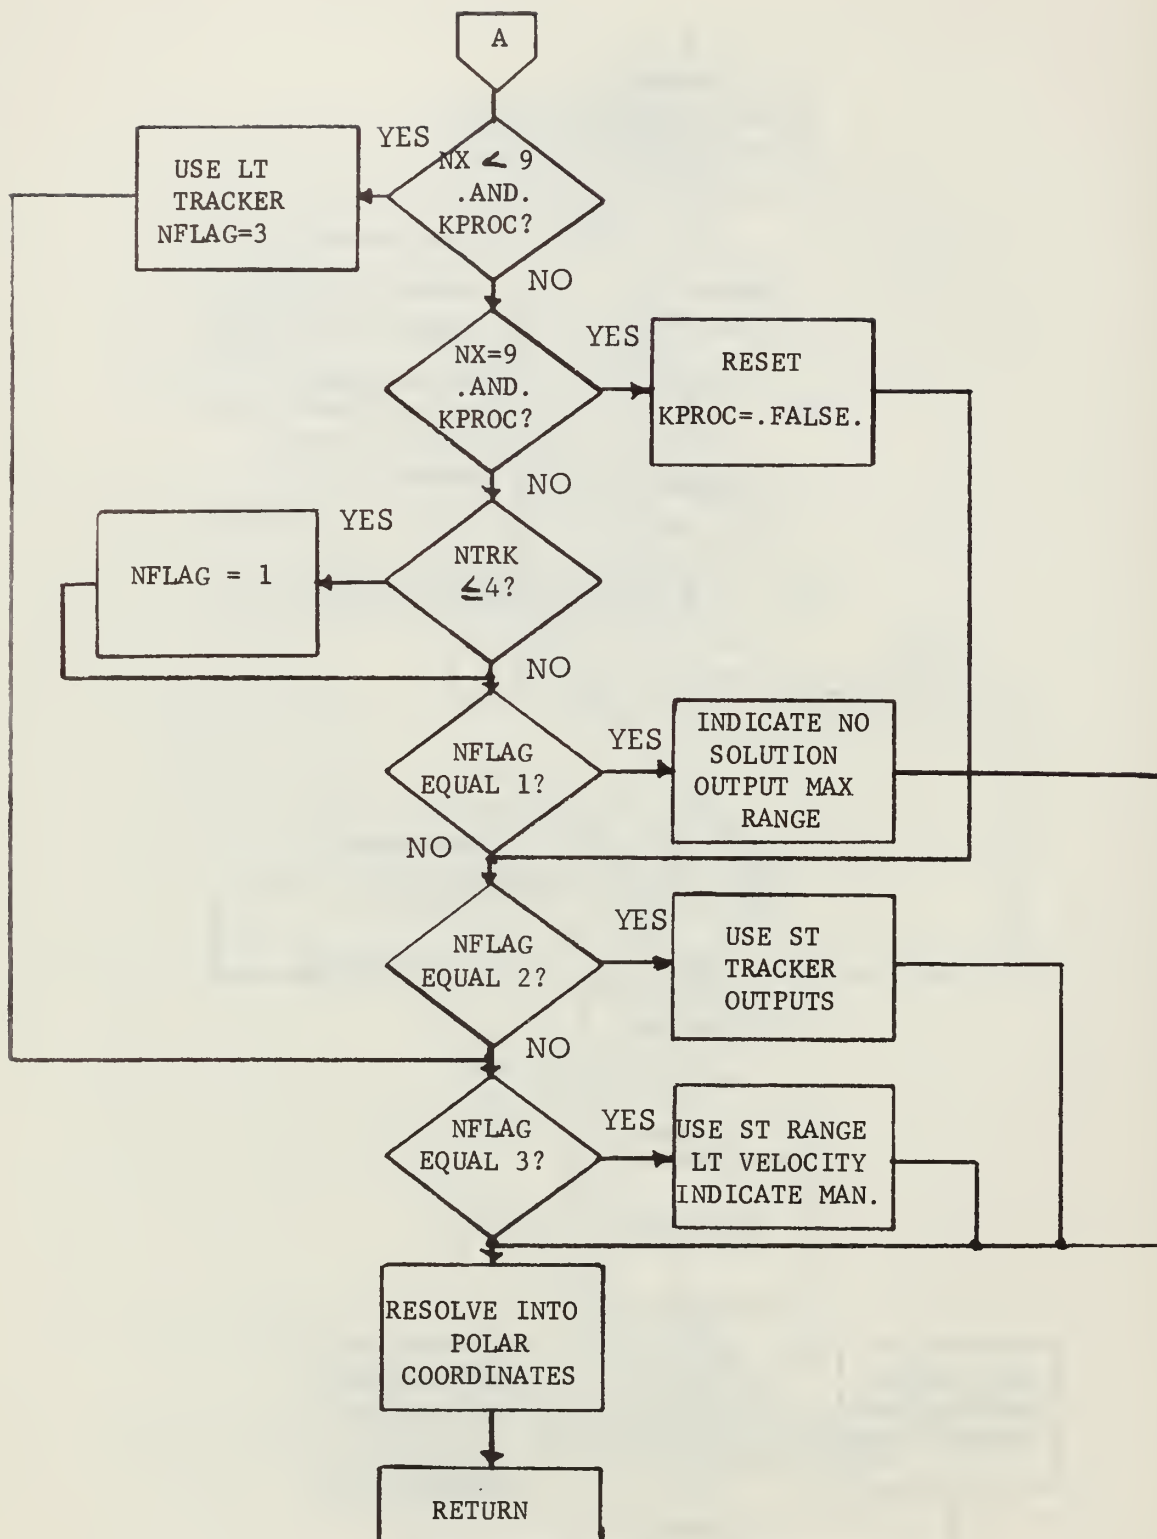 A
YES
NX < 9
.AND.
KPROC?
USE LT
TRACKER
NFLAG=3
NO
NX=9
.AND.
KPROC?
YES
RESET
KPROC=.FALSE.
NO
NTRK
≤4?
YES
NFLAG = 1
NO
NFLAG
EQUAL 1?
YES
INDICATE NO
SOLUTION
OUTPUT MAX
RANGE
NO
NFLAG
EQUAL 2?
YES
USE ST
TRACKER
OUTPUTS
NO
NFLAG
EQUAL 3?
YES
USE ST RANGE
LT VELOCITY
INDICATE MAN.
RESOLVE INTO
POLAR
COORDINATES
RETURN